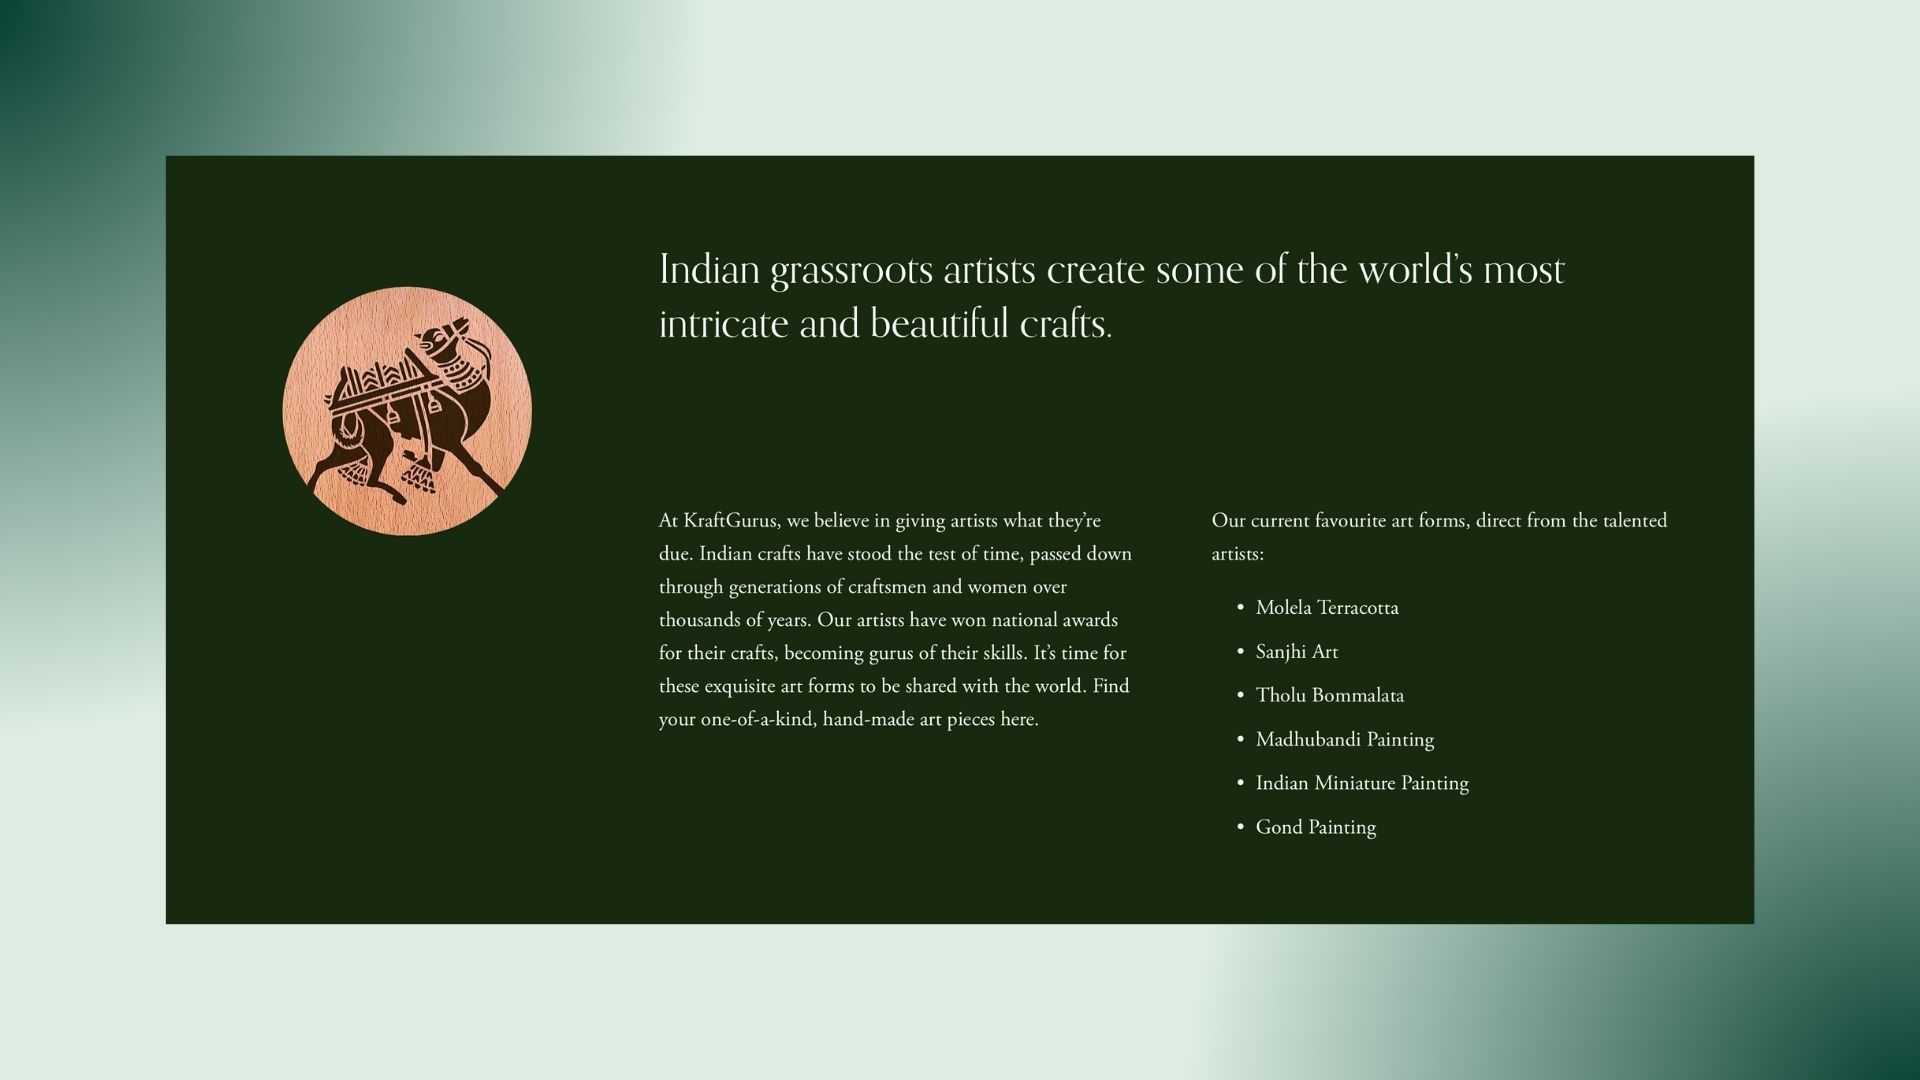 Indian grassroots artists create some of the world’s most
intricate and beautiful crafts.
At KraftGurus, we believe in giving artists what they’re
due. Indian crafts have stood the test of time, passed down
through generations of craftsmen and women over
thousands of years. Our artists have won national awards
for their crafts, becoming gurus of their skills. It’s time for
these exquisite art forms to be shared with the world. Find
your one-of-a-kind, hand-made art pieces here.
Our current favourite art forms, direct from the talented
artists:
• Molela Terracotta
• Sanjhi Art
• Tholu Bommalata
• Madhubandi Painting
• Indian Miniature Painting
• Gond Painting